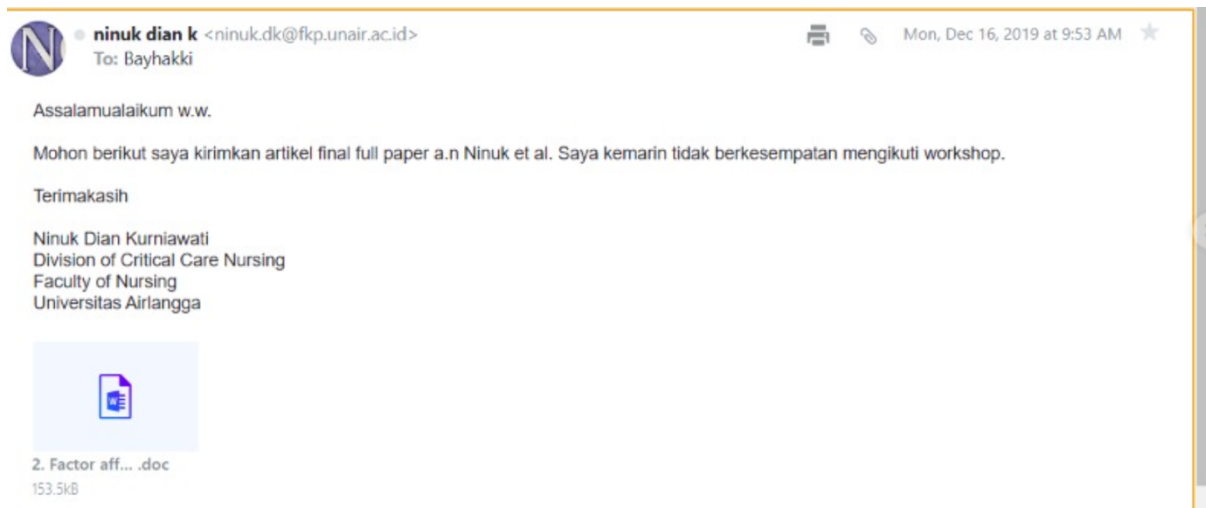 N
ninuk dian k <ninuk.dk@fkp.unair.ac.id>
Mon, Dec 16, 2019 at 9:53 AM
To: Bayhakki
Assalamualaikum w.w.
Mohon berikut saya kirimkan artikel final full paper a.n Ninuk et al. Saya kemarin tidak berkesempatan mengikuti workshop.
Terimakasih
Ninuk Dian Kurniawati
Division of Critical Care Nursing
Faculty of Nursing
Universitas Airlangga
W
2. Factor aff... .doc
153.5kB